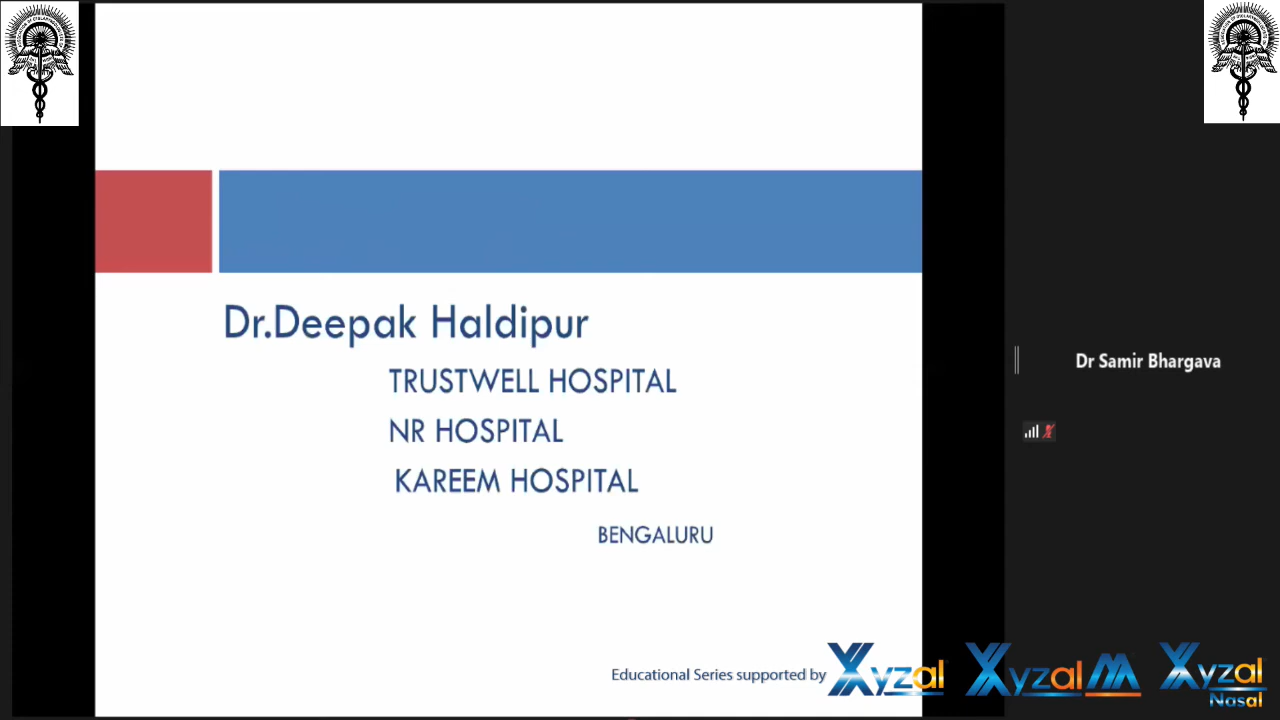 Dr.Deepak Haldipur
TRUSTWELL HOSPITAL
NR HOSPITAL
KAREEM HOSPITAL
BENGALURU
Dr Samir Bhargava
Educational Series supported by
Xyzal
Xyzal M
Xyzal
Nasal